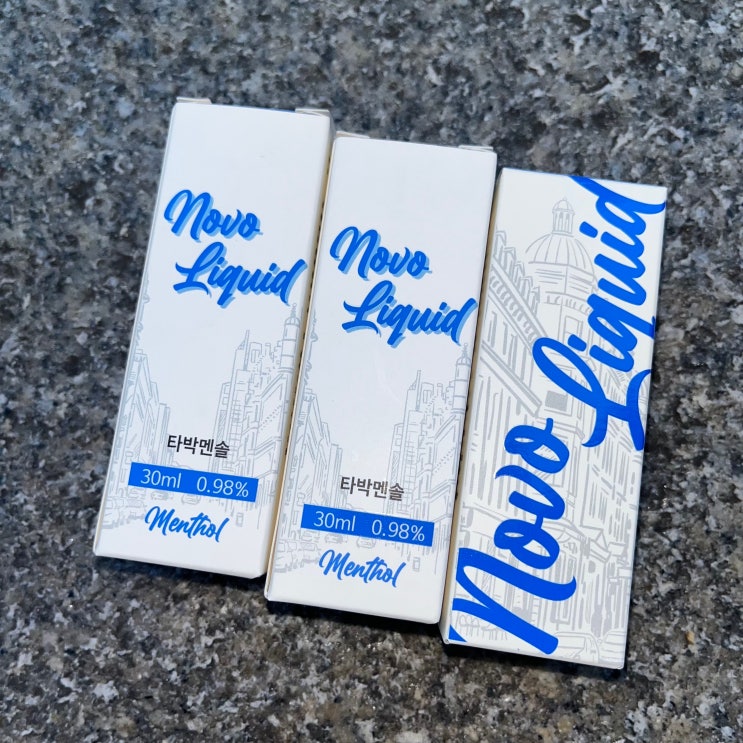 Novo
Liquid
타박멘솔
30ml 0.98%
Menthol
Novo
Liquid
타박멘솔
30ml 0.98%
Menthol
Novo Liquid